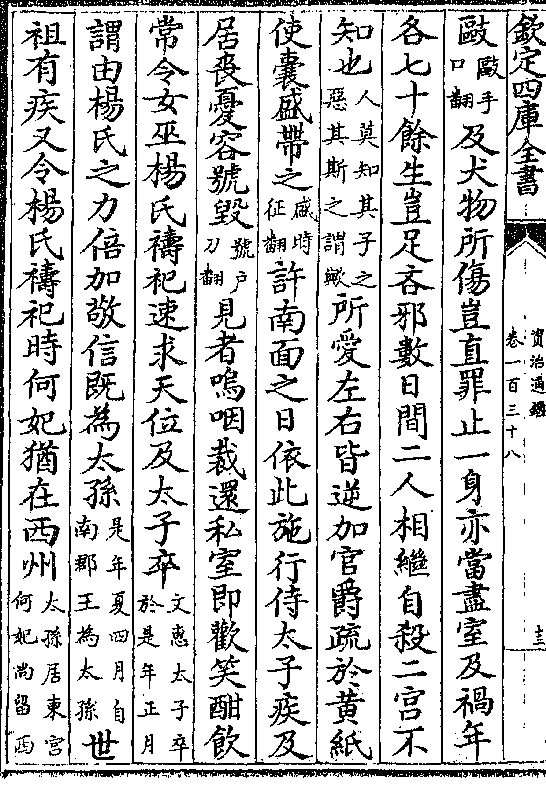 欽定四庫全書
資治通鑑
卷一百三十八
十三
毆毆手口翻及犬物所傷豈直罪止一身亦當盡室及禍年
各七十餘生豈足吝邪數日間二人相繼自殺二宮不
知也人莫知其子之惡其斯之謂歟所愛左右皆逆加官爵疏於黃紙
使囊盛帶之盛時征翻許南面之日依此施行侍太子疾及
居喪憂容號毀號戶刀翻見者嗚咽裁還私室即歡笑酣飲
常令女巫楊氏禱祀速求天位及太子卒文惠太子卒於是年正月
謂由楊氏之力倍加敬信既為太孫是年夏四月自南郡王為太孫世
祖有疾又令楊氏禱祀時何妃猶在西州太孫居東宮何妃尚留西